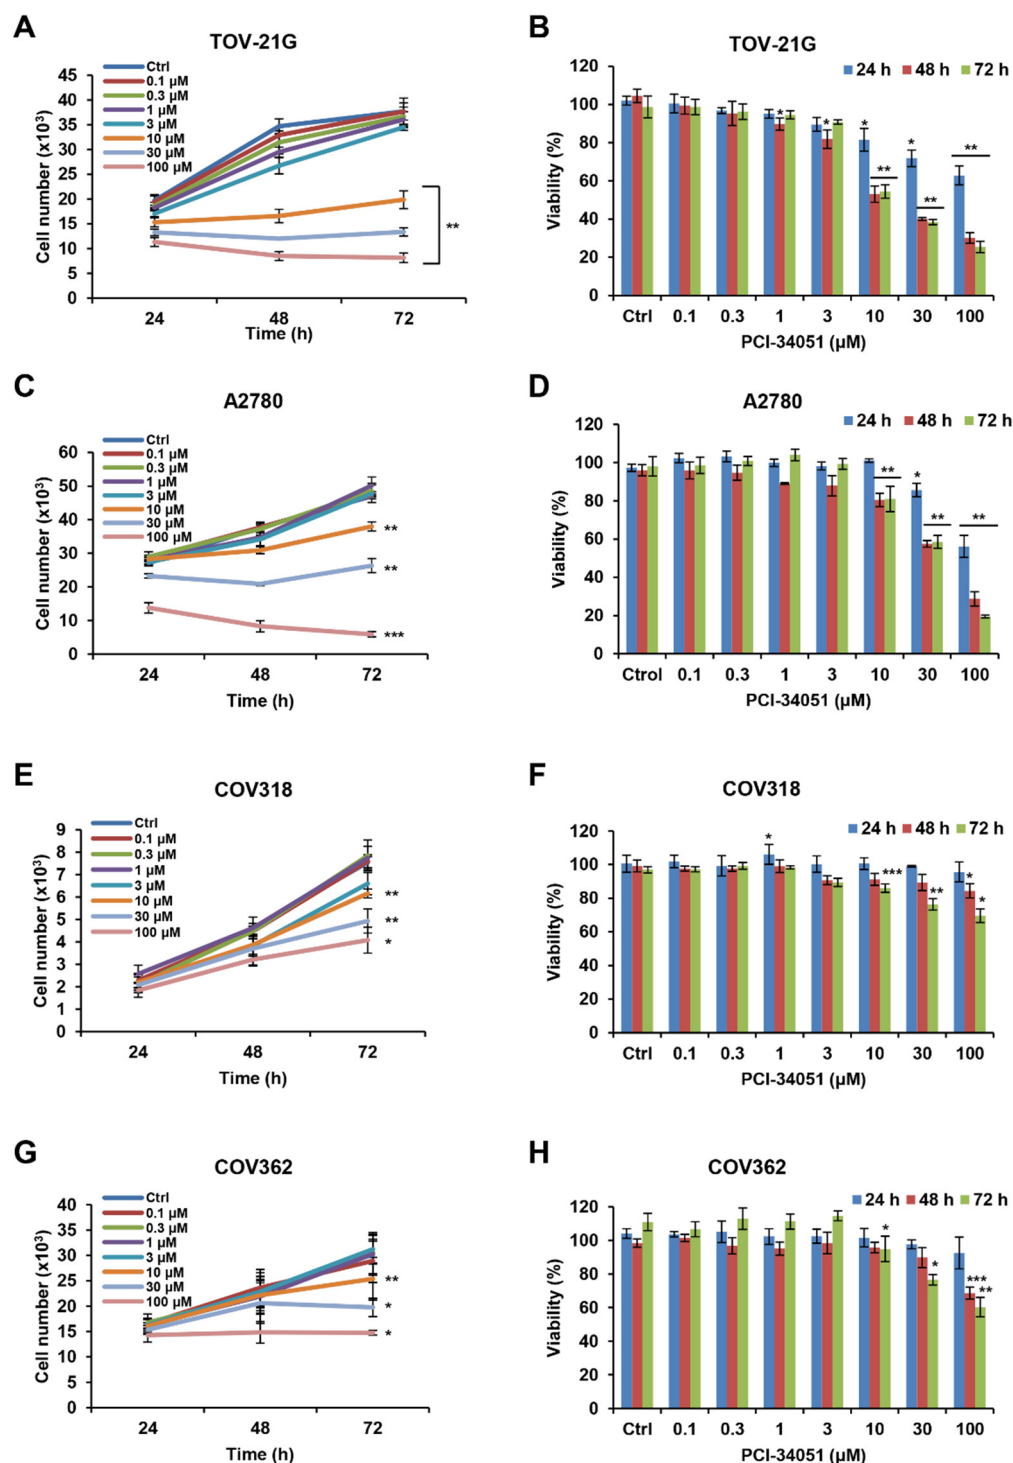 A
TOV-21G
Ctrl
0.1 µM
0.3 µM
1 µM
3 µM
10 µM
30 µM
100 µM
Cell number (x10³)
45
40
35
30
25
20
15
10
5
0
**
24 48 72
Time (h)
B
TOV-21G
24 h 48 h 72 h
Viability (%)
120
100
80
60
40
20
0
* * * * ** ** **
Ctrl 0.1 0.3 1 3 10 30 100
PCI-34051 (µM)
C
A2780
Ctrl
0.1 µM
0.3 µM
1 µM
3 µM
10 µM
30 µM
100 µM
Cell number (x10³)
60
50
40
30
20
10
0
**
**
***
24 48 72
Time (h)
D
A2780
24 h 48 h 72 h
Viability (%)
120
100
80
60
40
20
0
** * ** **
Ctrol 0.1 0.3 1 3 10 30 100
PCI-34051 (µM)
E
COV318
Ctrl
0.1 µM
0.3 µM
1 µM
3 µM
10 µM
30 µM
100 µM
Cell number (x10³)
9
8
7
6
5
4
3
2
1
0
**
**
*
24 48 72
Time (h)
F
COV318
24 h 48 h 72 h
Viability (%)
120
100
80
60
40
20
0
* *** ** * *
Ctrl 0.1 0.3 1 3 10 30 100
PCI-34051 (µM)
G
COV362
Ctrl
0.1 µM
0.3 µM
1 µM
3 µM
10 µM
30 µM
100 µM
Cell number (x10³)
40
35
30
25
20
15
10
5
0
**
*
*
24 48 72
Time (h)
H
COV362
24 h 48 h 72 h
Viability (%)
120
100
80
60
40
20
0
* * *** **
Ctrl 0.1 0.3 1 3 10 30 100
PCI-34051 (µM)